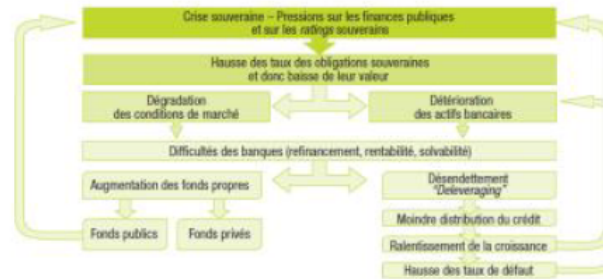 Crise souveraine – Pressions sur les finances publiques
et sur les ratings souverains
Hausse des taux des obligations souveraines
et donc baisse de leur valeur
Dégradation
des conditions de marché
Détérioration
des actifs bancaires
Difficultés des banques (refinancement, rentabilité, solvabilité)
Augmentation des fonds propres
Désendettement
"Deleveraging"
Fonds publics
Fonds privés
Moindre distribution du crédit
Ralentissement de la croissance
Hausse des taux de défaut